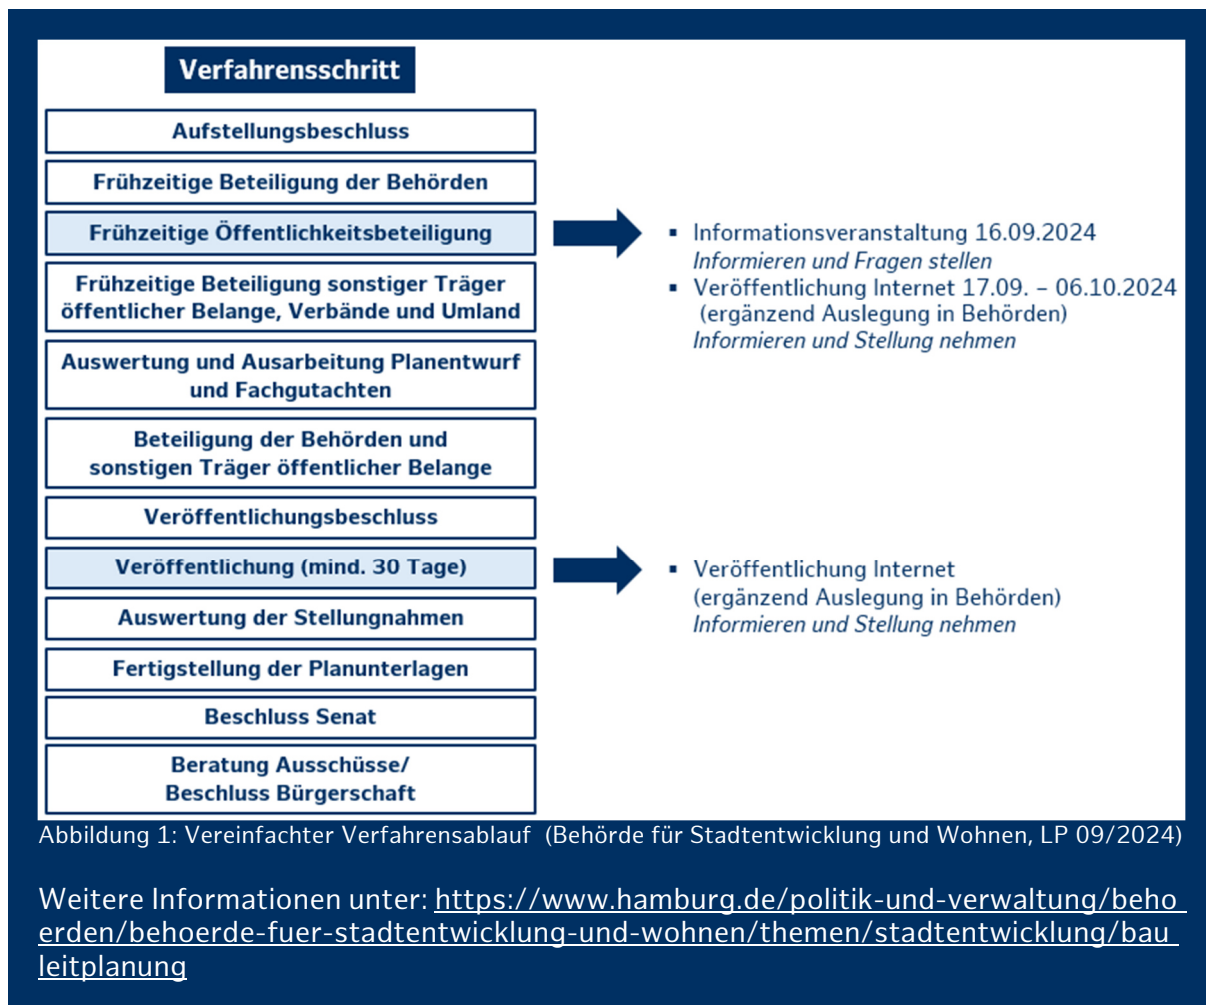 Verfahrensschritt
Aufstellungsbeschluss
Frühzeitige Beteiligung der Behörden
Frühzeitige Öffentlichkeitsbeteiligung
▪ Informationsveranstaltung 16.09.2024
Informieren und Fragen stellen
▪ Veröffentlichung Internet 17.09. – 06.10.2024
(ergänzend Auslegung in Behörden)
Informieren und Stellung nehmen
Frühzeitige Beteiligung sonstiger Träger
öffentlicher Belange, Verbände und Umland
Auswertung und Ausarbeitung Planentwurf
und Fachgutachten
Beteiligung der Behörden und
sonstigen Träger öffentlicher Belange
Veröffentlichungsbeschluss
Veröffentlichung (mind. 30 Tage)
▪ Veröffentlichung Internet
(ergänzend Auslegung in Behörden)
Informieren und Stellung nehmen
Auswertung der Stellungnahmen
Fertigstellung der Planunterlagen
Beschluss Senat
Beratung Ausschüsse/
Beschluss Bürgerschaft
Abbildung 1: Vereinfachter Verfahrensablauf (Behörde für Stadtentwicklung und Wohnen, LP 09/2024)
Weitere Informationen unter: https://www.hamburg.de/politik-und-verwaltung/beho
erden/behoerde-fuer-stadtentwicklung-und-wohnen/themen/stadtentwicklung/bau
leitplanung